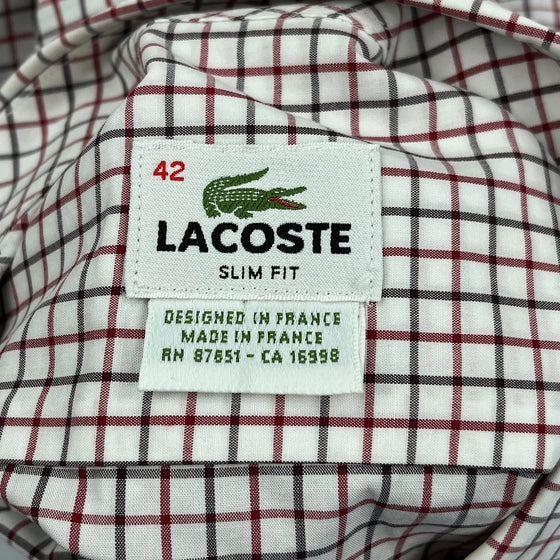 42
LACOSTE
SLIM FIT
DESIGNED IN FRANCE
MADE IN FRANCE
RN 87651 - CA 16998